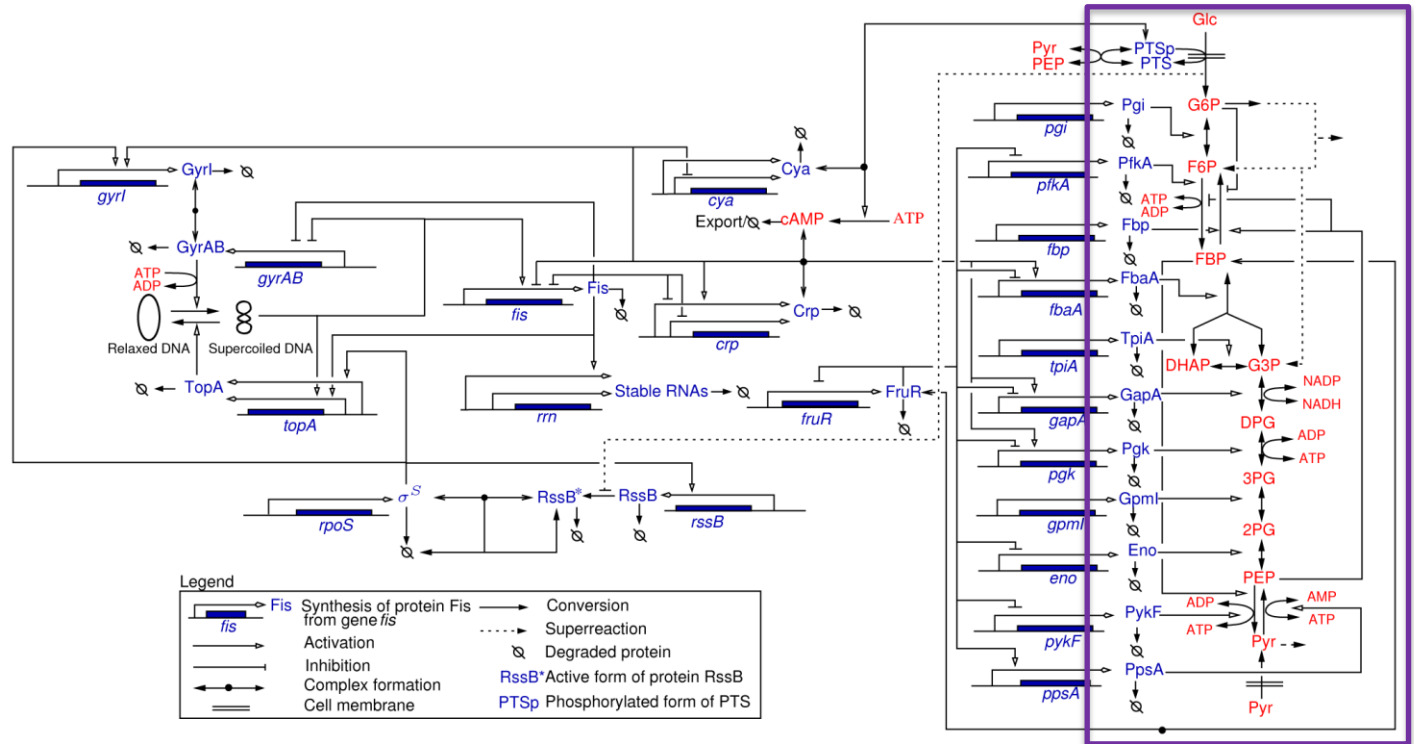 Glc
Pyr
PTSp
PEP
PTS
Pgi
G6P
pgi
PfkA
F6P
pfkA
ATP
ADP
Fbp
fbp
FBP
FbaA
fbaA
TpiA
DHAP
G3P
tpiA
NADP
NADH
GapA
gapA
DPG
ADP
ATP
Pgk
pgk
3PG
GpmI
gpmI
2PG
Eno
eno
PEP
ADP
ATP
AMP
ATP
PykF
pykF
Pyr
PpsA
ppsA
Pyr
GyrI
gyrI
Cya
cya
Export/
cAMP
ATP
GyrAB
gyrAB
ATP
ADP
Relaxed DNA
Supercoiled DNA
Fis
fis
Crp
crp
TopA
topA
Stable RNAs
rrn
FruR
fruR
σS
rpoS
RssB*
RssB
rssB
Legend
Fis
fis
Synthesis of protein Fis
from gene fis
Activation
Inhibition
Complex formation
Cell membrane
Conversion
Superreaction
Degraded protein
RssB* Active form of protein RssB
PTSp Phosphorylated form of PTS